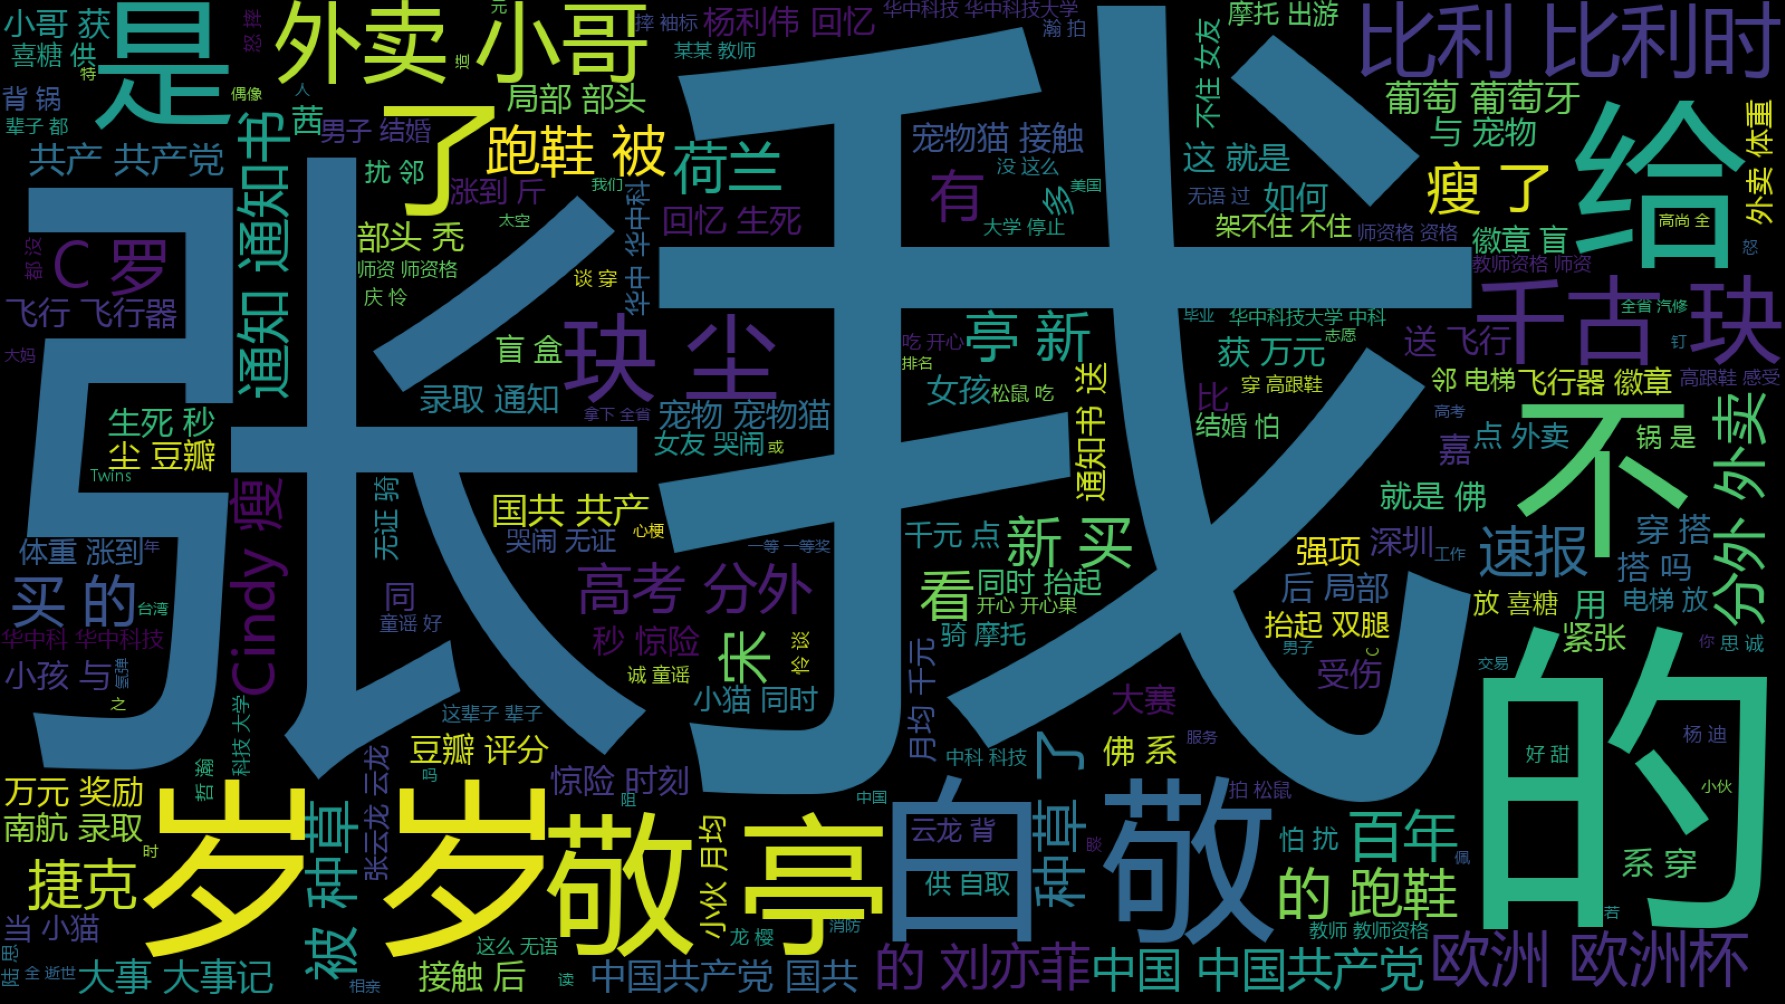 小哥 获
喜糖 供
特
是
怒 摔
外卖 小哥
元
造
摔 袖标
杨利伟 回忆
某某 教师
华中科技 华中科技大学
瀚 拍
我
不住 女友
摩托 出游
比利 比利时
背 锅
辈子 都
偶像
人
茜
男子 结婚
局部 部头
了
跑鞋 被
荷兰
宠物猫 接触
没 这么
有
多
美国
这 就是
无语 过
如何
葡萄 葡萄牙
与 宠物
瘦 了
给
高尚 全
外卖 体重
共产 共产党
通知 通知书
扰 邻
涨到 斤
我们
太空
华中 华中科
回忆 生死
大学 停止
架不住 不住
师资格 资格
徽章 盲
教师资格 师资
怒
张
都 没
C 罗
飞行 飞行器
大妈
部头 秃
师资 师资格
庆 怜
谈 穿
盲 盒
玦 尘
录取 通知
拿下 全省
宠物 宠物猫
女友 哭闹
或
吃 开心
排名
亭 新
女孩
松鼠 吃
通知书 送
毕业
华中科技大学 中科
志愿
获 万元
比
穿 高跟鞋
结婚 怕
送 飞行
千古 玦
全省 汽修
钉
邻 电梯
飞行器 徽章
高跟鞋 感受
高考
嘉
点 外卖
不
锅 是
分外 外卖
生死 秒
尘 豆瓣
Twins
Cindy 瘦
无证 骑
国共 共产
哭闹 无证
心梗
一等 一等奖
千元 点
新 买
就是 佛
强项
深圳
工作
速报
穿 搭
搭 吗
体重 涨到
年
买 的
台湾
同
童谣 好
高考 分外
看
同时 抬起
开心 开心果
骑 摩托
后 局部
抬起 双腿
男子
C
放 喜糖
用
电梯 放
紧张
你
思 诚
交易
华中科 华中科技
小孩 与
氢弹
之
秒 惊险
诚 童谣
宋
怜 谈
小猫 同时
月均 千元
受伤
大赛
的
杨 迪
好 甜
小伙
科技 大学
哲 瀚
这辈子 辈子
豆瓣 评分
吗
惊险 时刻
阻
张云龙 云龙
中科 科技
中国
种草 了
佛 系
服务
拍 松鼠
万元 奖励
南航 录取
时
捷克
岁 岁
被 种草
敬 亭
小伙 月均
自 敬
云龙 背
供 自取
怕 扰
百年
佩
的 跑鞋
系 穿
当 小猫
陆 思
全 逝世
大事 大事记
相亲
这么 无语
接触 后
读
龙 樱
消防
中国共产党 国共
的 刘亦菲
教师 教师资格
若
中国 中国共产党
欧洲 欧洲杯